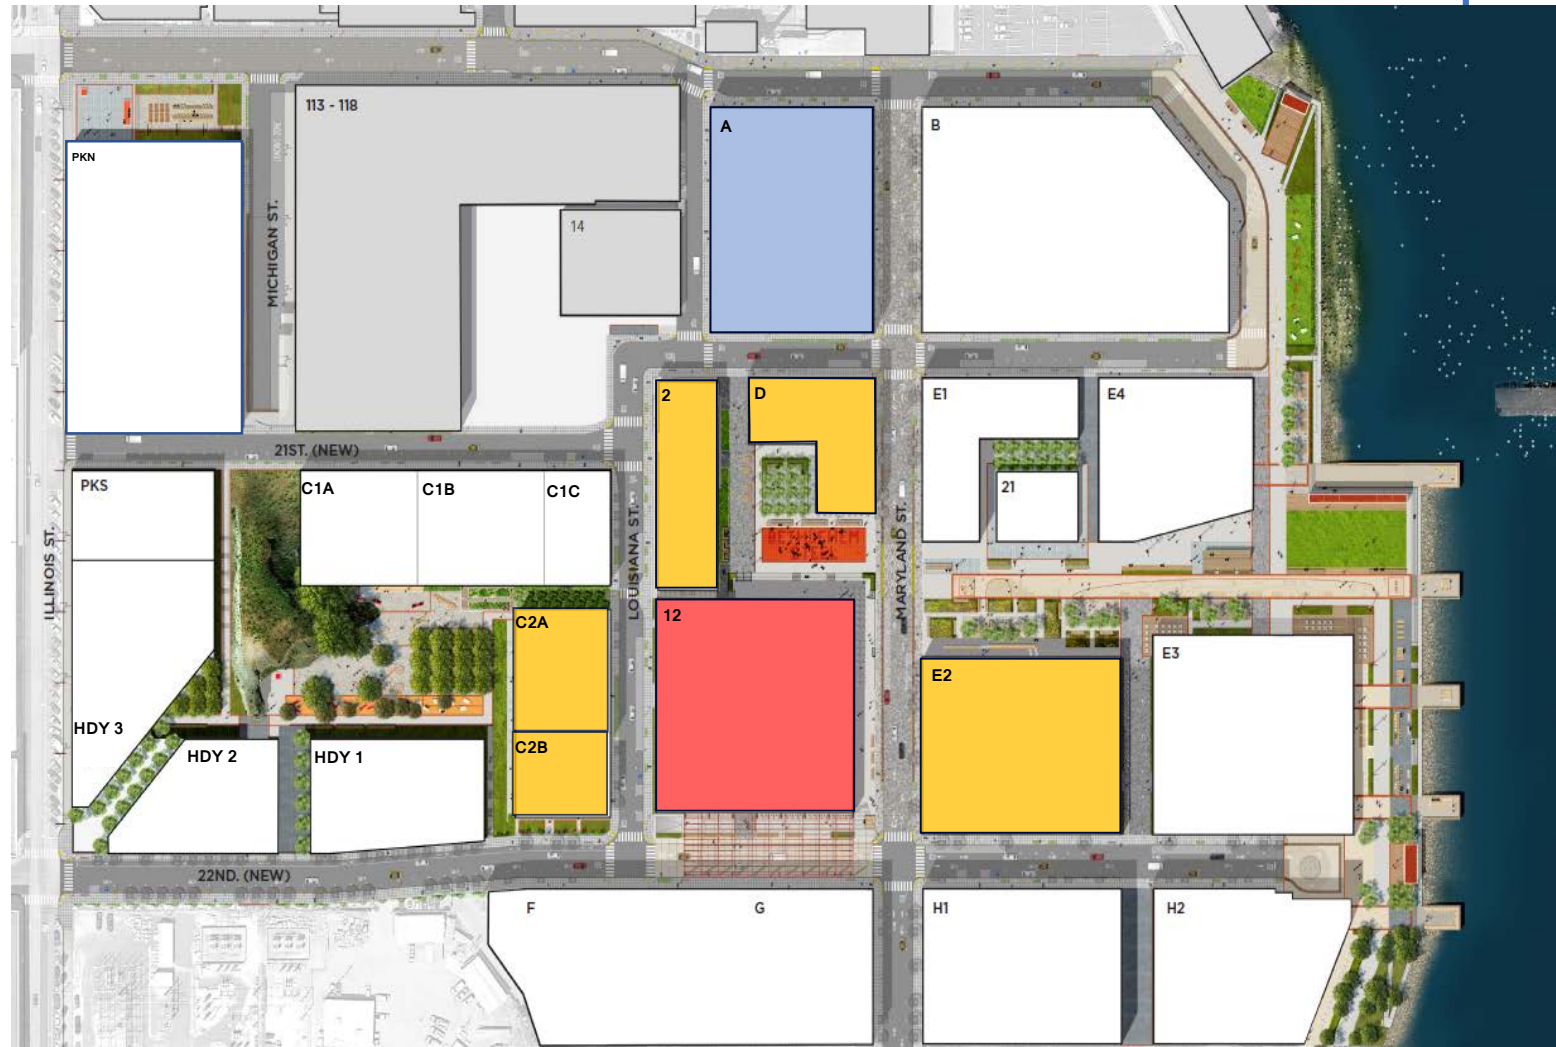 113 - 118
A
B
PKN
MICHIGAN ST.
14
2
D
E1
E4
21ST. (NEW)
PKS
C1A
C1B
C1C
21
ILLINOIS ST.
LOUISIANA ST.
MARYLAND ST.
12
C2A
E3
E2
HDY 3
HDY 2
HDY 1
C2B
22ND. (NEW)
F
G
H1
H2